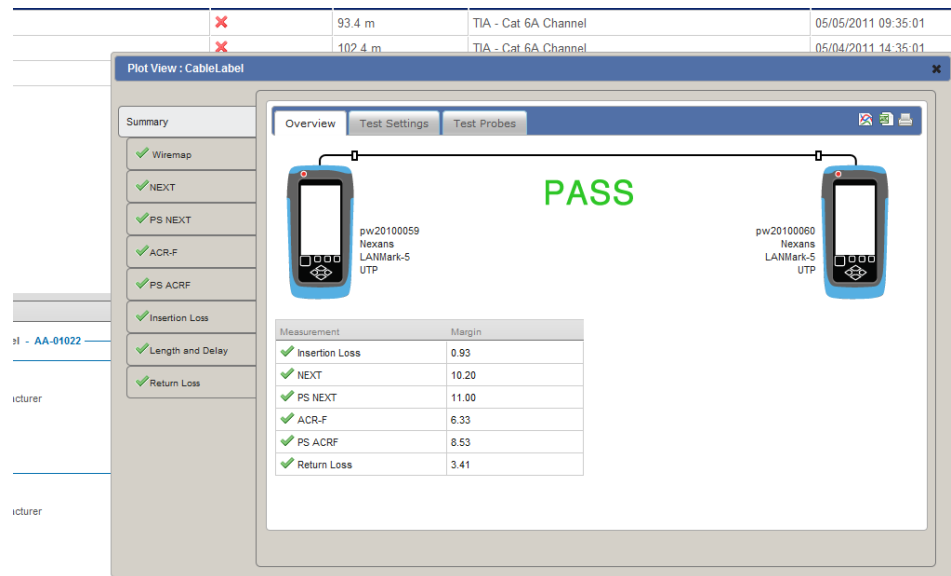 93.4 m TIA - Cat 6A Channel 05/05/2011 09:35:01
102.4 m TIA - Cat 6A Channel 05/04/2011 14:35:01
Plot View : CableLabel
Summary
Wiremap
NEXT
PS NEXT
ACR-F
PS ACRF
Insertion Loss
Length and Delay
Return Loss
Overview Test Settings Test Probes
PASS
pw20100059
Nexans
LANMark-5
UTP
pw20100060
Nexans
LANMark-5
UTP
Measurement Margin
Insertion Loss 0.93
NEXT 10.20
PS NEXT 11.00
ACR-F 6.33
PS ACRF 8.53
Return Loss 3.41
el - AA-01022
acturer
acturer